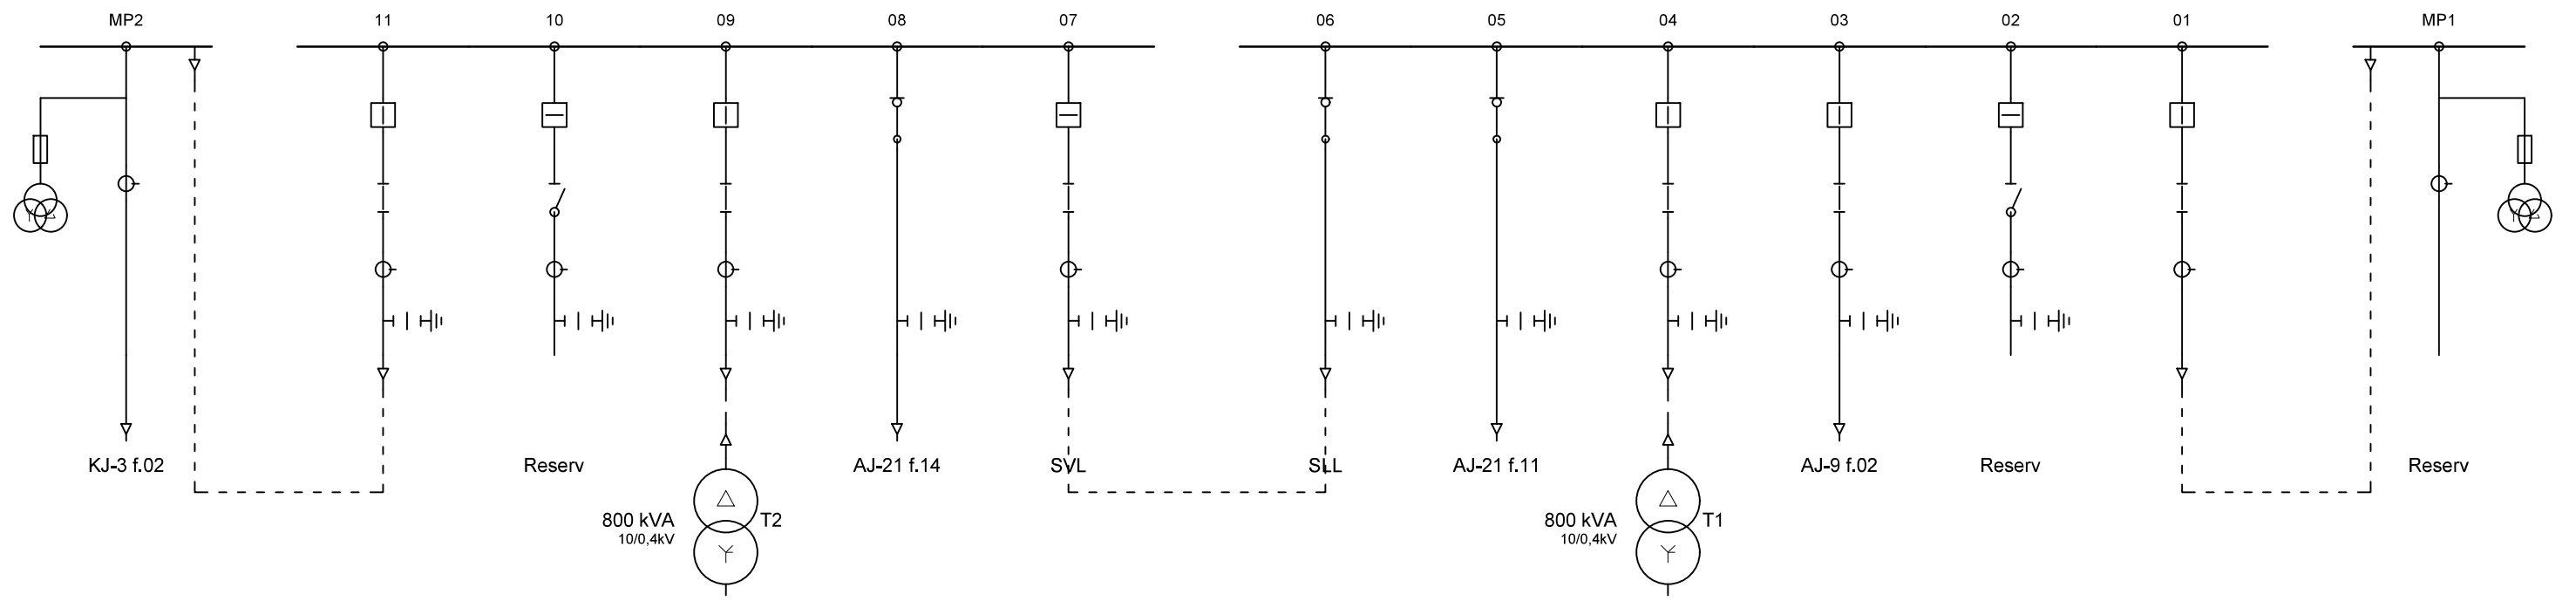 MP2
11
10
09
08
07
06
05
04
03
02
01
MP1
KJ-3 f.02
Reserv
AJ-21 f.14
SVL
SLL
AJ-21 f.11
AJ-9 f.02
Reserv
Reserv
800 kVA
10/0,4kV
T2
800 kVA
10/0,4kV
T1